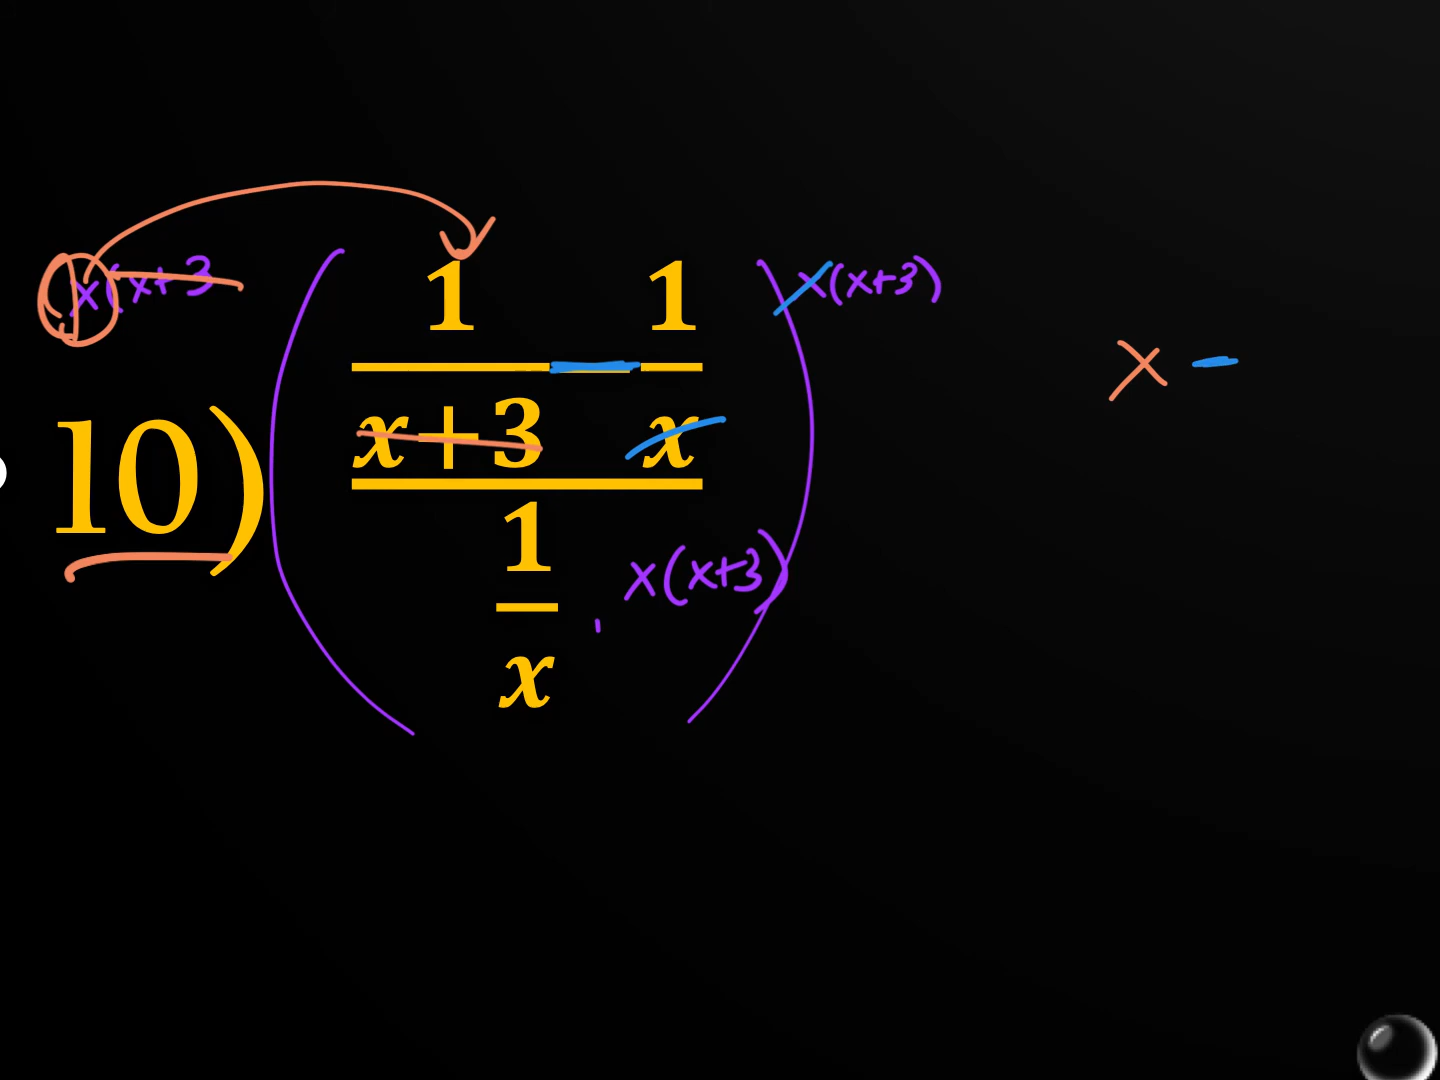 x(x+3 1 1 x(x+3)
— x -
10) x+3 x
1 x(x+3)
x